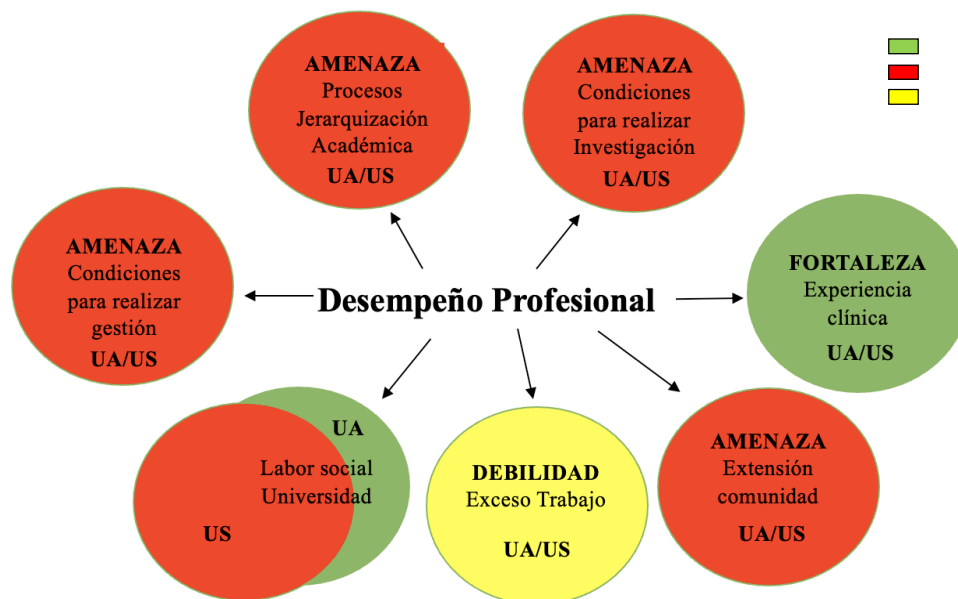 AMENAZA
Procesos
Jerarquización
Académica
UA/US
AMENAZA
Condiciones
para realizar
Investigación
UA/US
AMENAZA
Condiciones
para realizar
gestión
UA/US
Desempeño Profesional
FORTALEZA
Experiencia
clínica
UA/US
UA
Labor social
Universidad
US
DEBILIDAD
Exceso Trabajo
UA/US
AMENAZA
Extensión
comunidad
UA/US